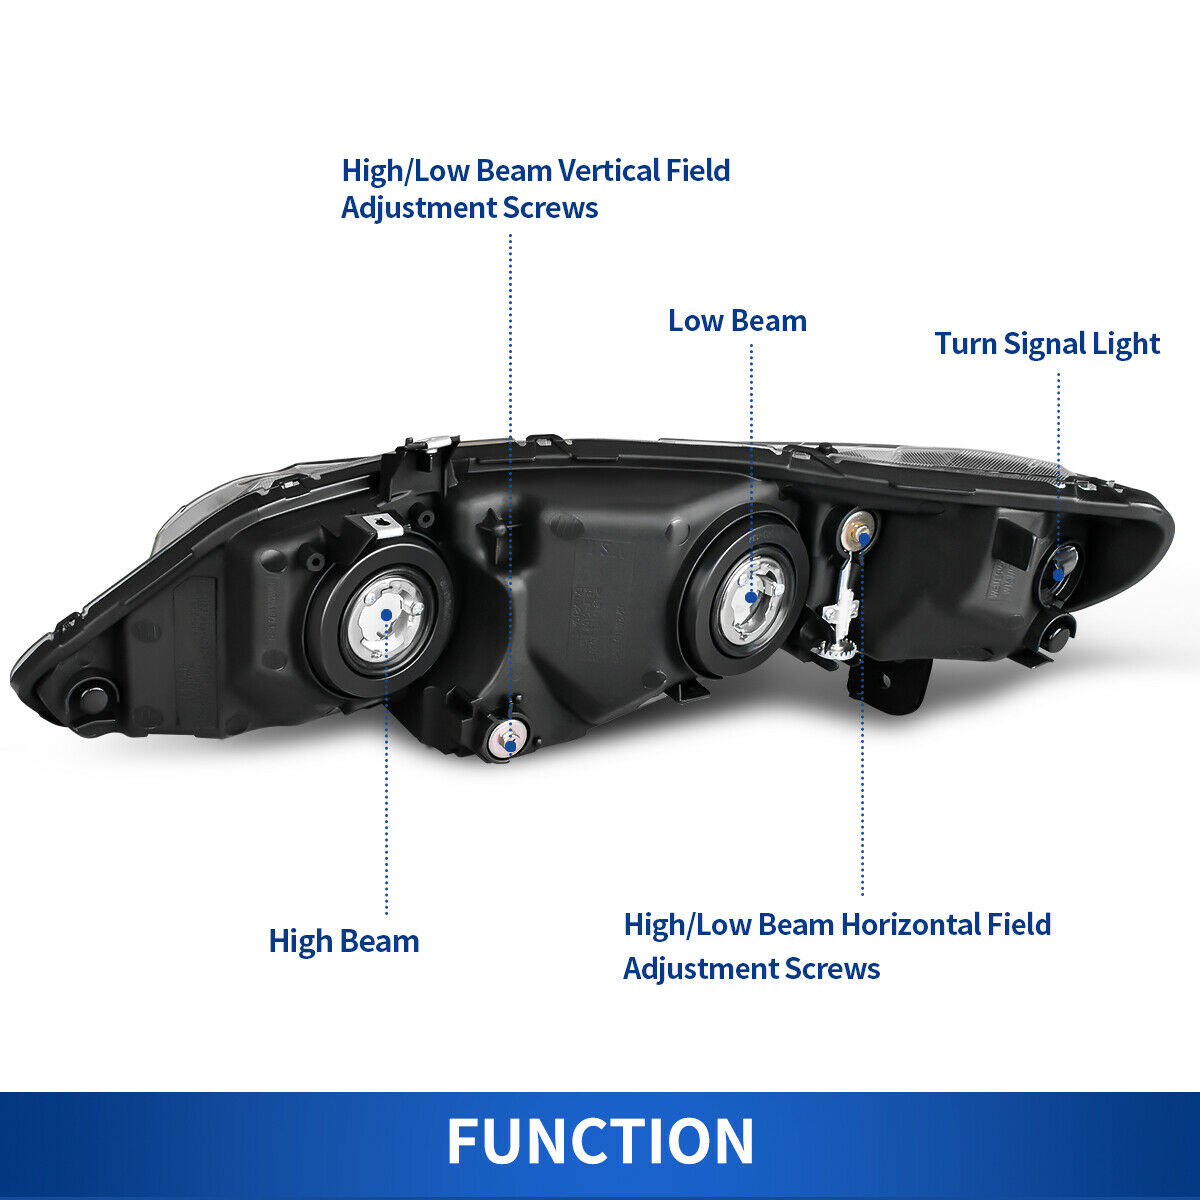 High/Low Beam Vertical Field
Adjustment Screws
Low Beam
Turn Signal Light
High Beam
High/Low Beam Horizontal Field
Adjustment Screws
FUNCTION